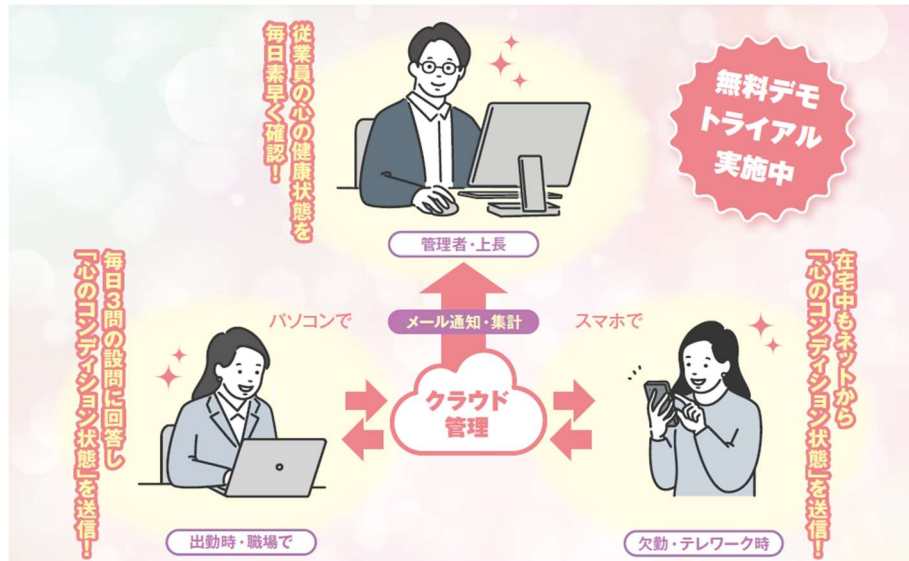 従業員の心の健康状態を
毎日素早く確認！
無料デモ
トライアル
実施中
管理者・上長
メール通知・集計
パソコンで
スマホで
クラウド
管理
毎日3問の設問に回答し
「心のコンディション状態」を送信！
出勤時・職場で
在宅中もネットから
「心のコンディション状態」を送信！
欠勤・テレワーク時